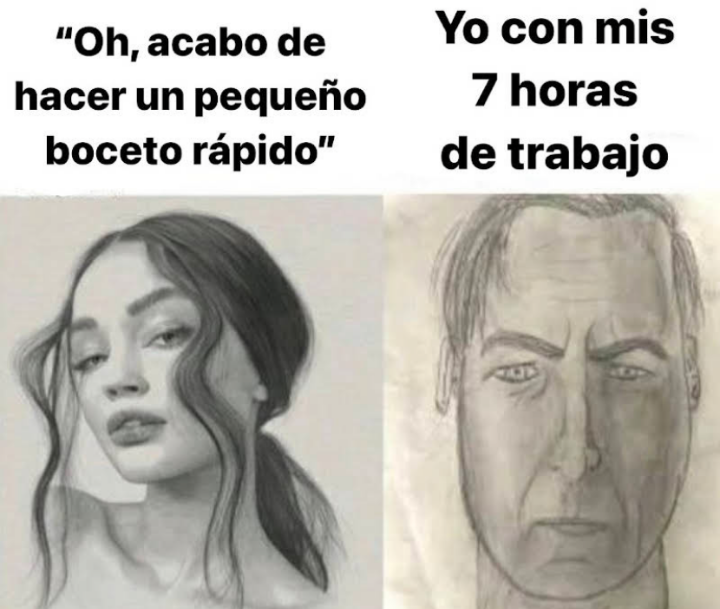 “Oh, acabo de
hacer un pequeño
boceto rápido”
Yo con mis
7 horas
de trabajo